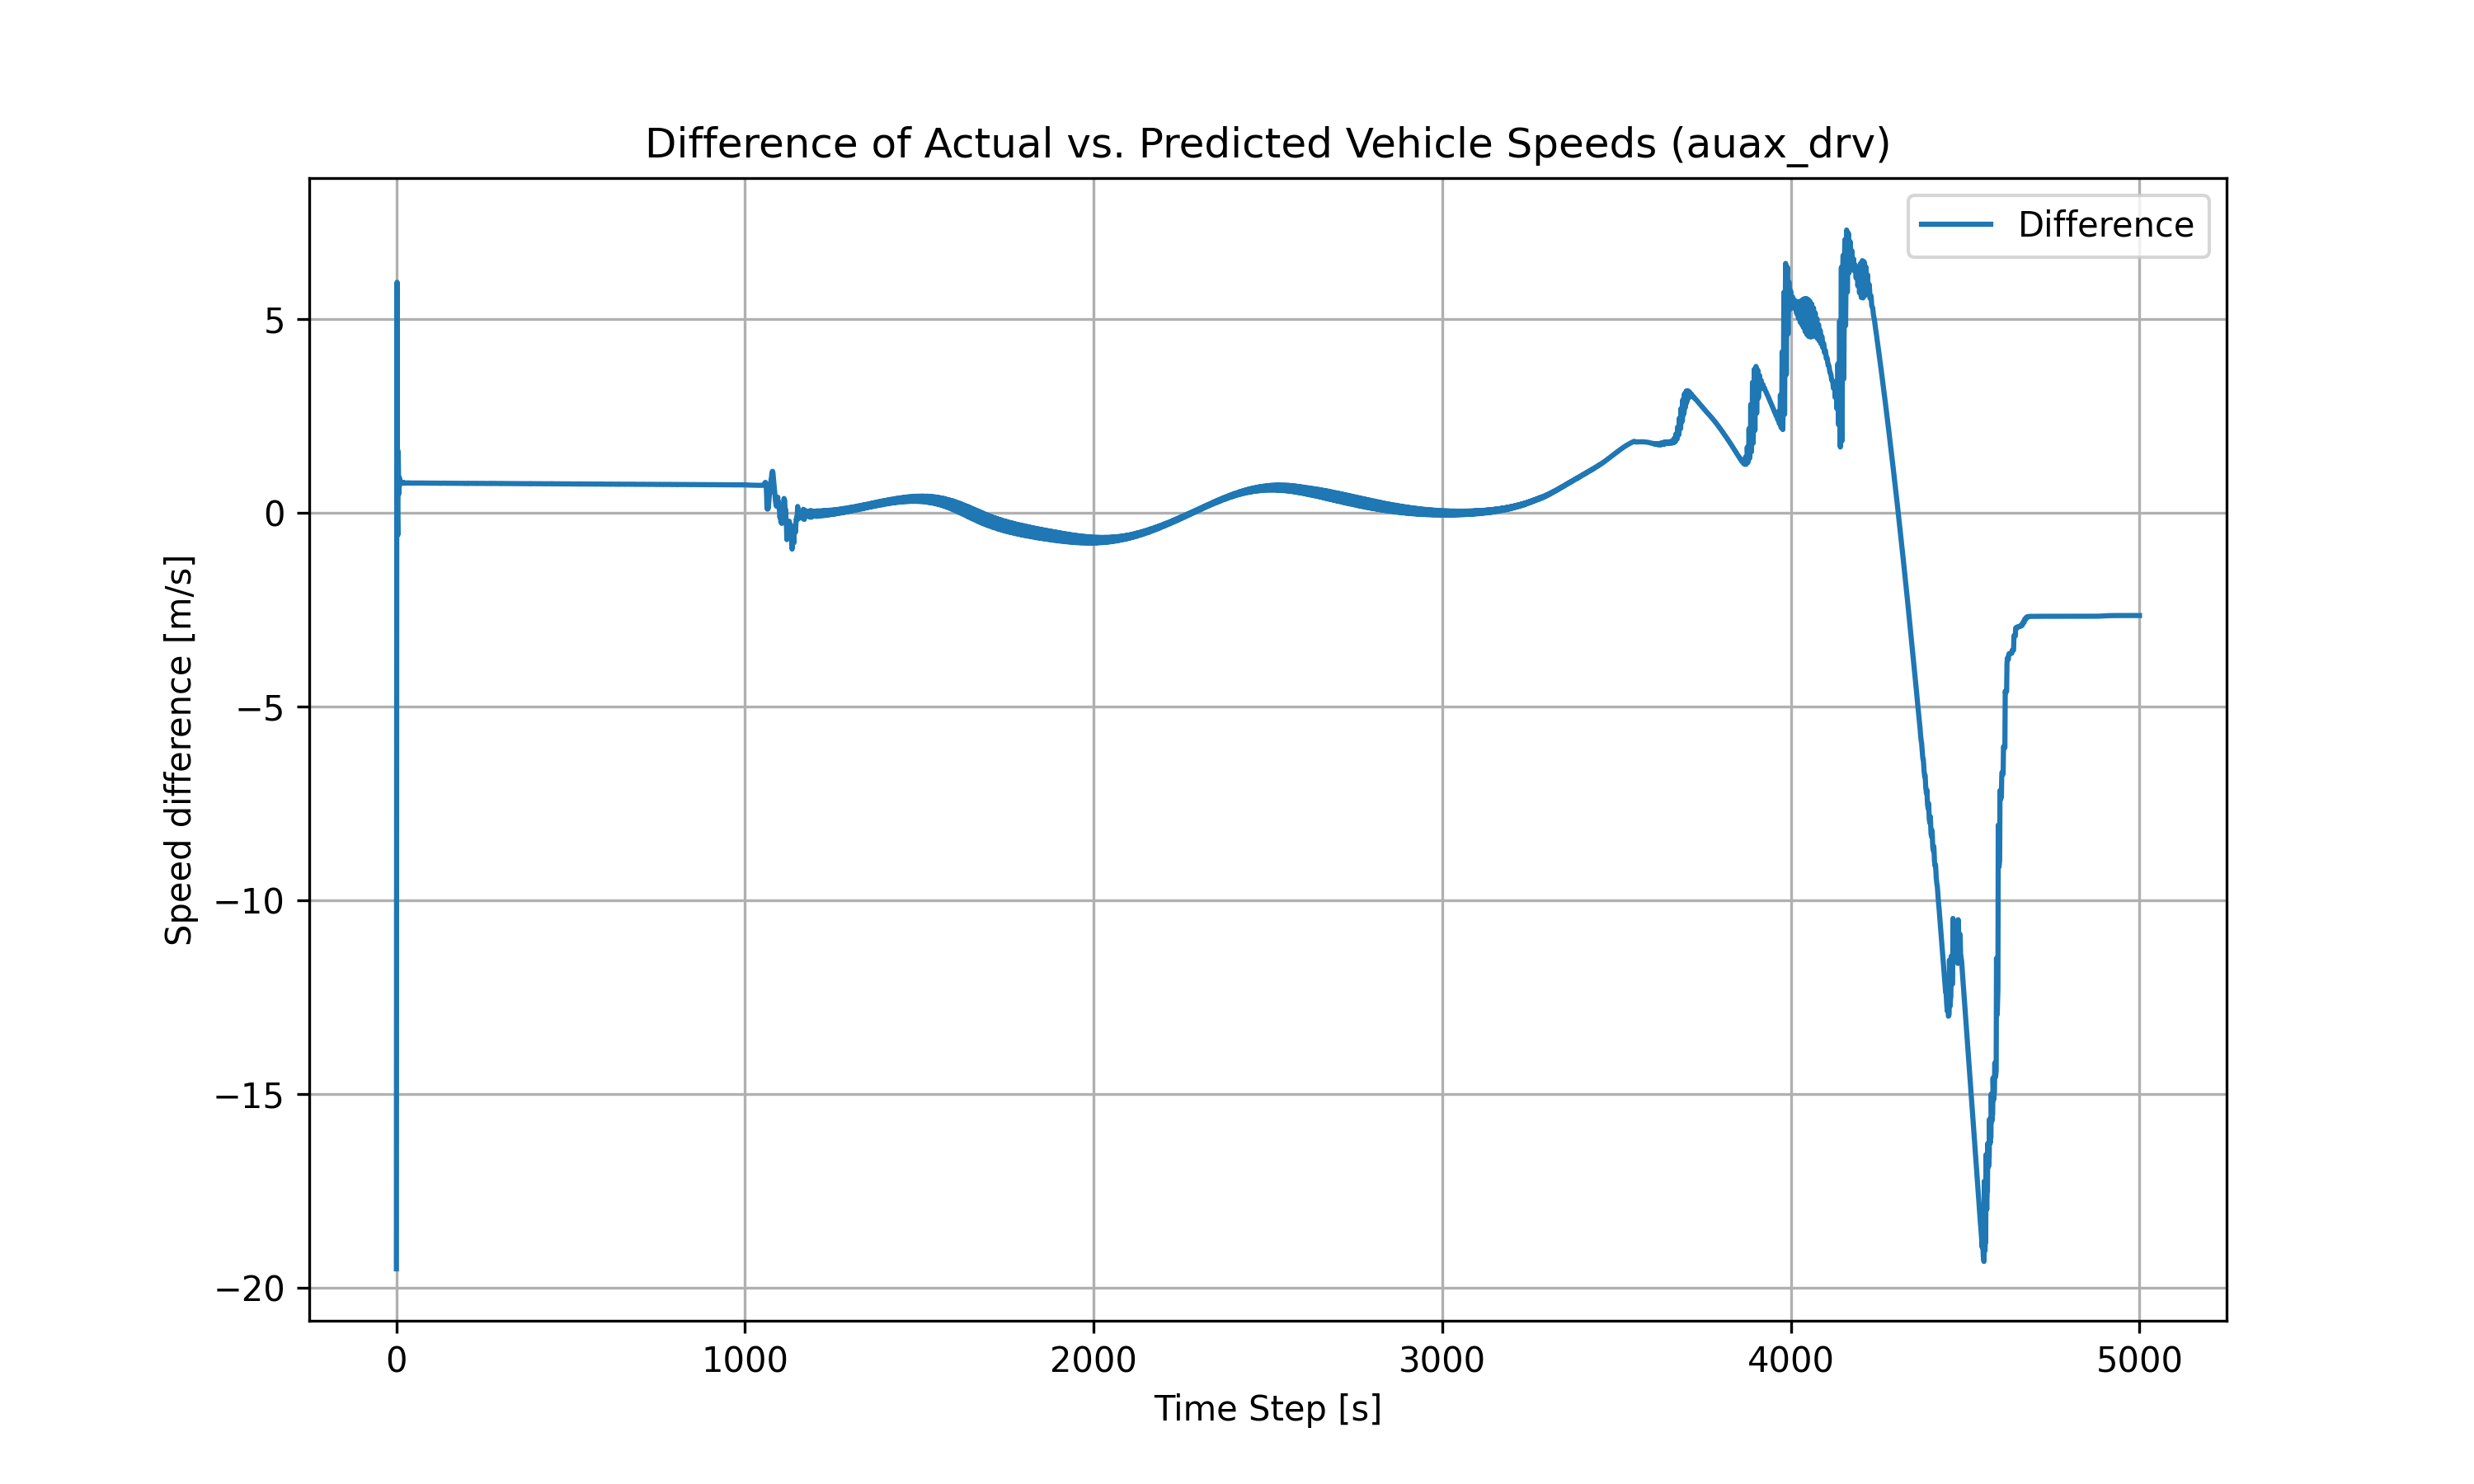 Difference of Actual vs. Predicted Vehicle Speeds (auax_drv)
Difference
5
0
−5
−10
−15
−20
Speed difference [m/s]
0 1000 2000 3000 4000 5000
Time Step [s]